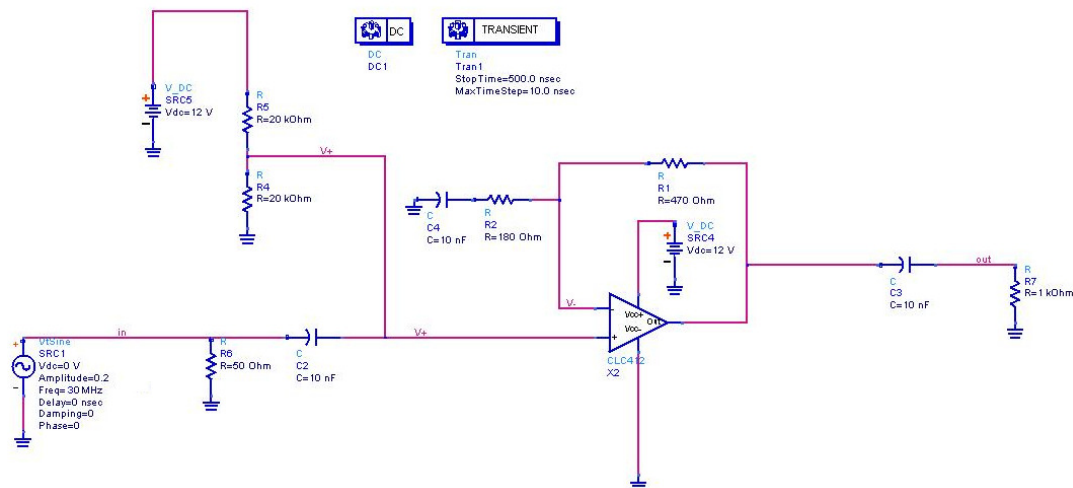 DC
DC
DC1
TRANSIENT
Tran
Tran1
StopTime=500.0 nsec
MaxTimeStep=10.0 nsec
V_DC
SRC5
Vdc=12 V
R
R5
R=20 kOhm
V+
R
R4
R=20 kOhm
C
C4
C=10 nF
R
R2
R=180 Ohm
R
R1
R=470 Ohm
V_DC
SRC4
Vdc=12 V
V-
Vcc+
Out
Vcc-
CLC412
X2
C
C3
C=10 nF
out
R
R7
R=1 kOhm
in
V+
VtSine
SRC1
Vdc=0 V
Amplitude=0.2
Freq=30 MHz
Delay=0 nsec
Damping=0
Phase=0
R
R6
R=50 Ohm
C
C2
C=10 nF